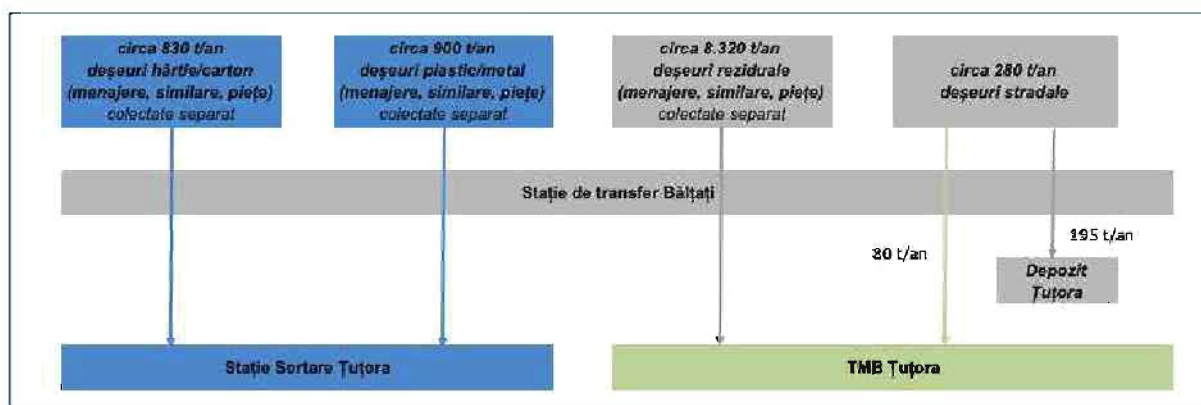 circa 830 t/an
deșeuri hârtie/carton
(menajere, similare, piețe)
colectate separat
circa 900 t/an
deșeuri plastic/metal
(menajere, similare, piețe)
colectate separat
circa 8.320 t/an
deșeuri reziduale
(menajere, similare, piețe)
colectate separat
circa 280 t/an
deșeuri stradale
Stație de transfer Bălțați
195 t/an
80 t/an
Depozit
Țuțora
Stație Sortare Țuțora
TMB Țuțora